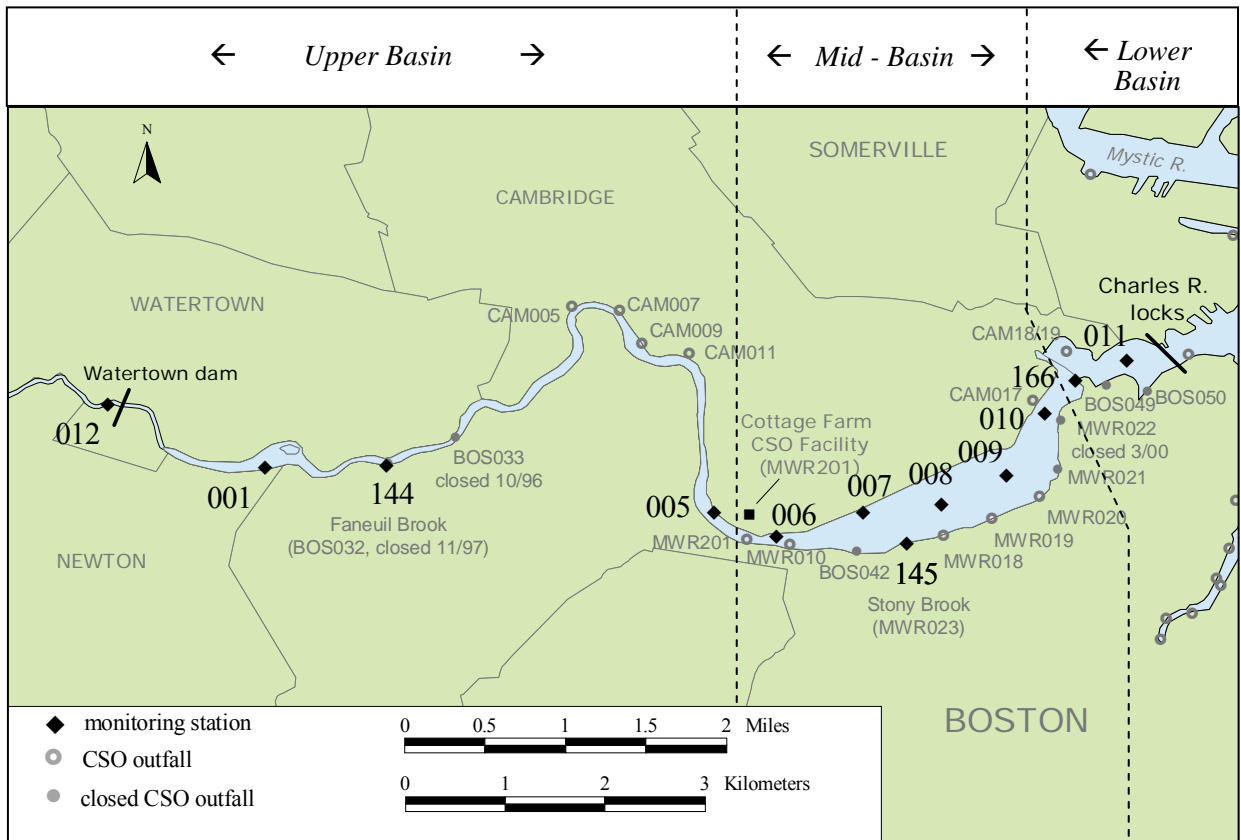 ← Upper Basin →
← Mid - Basin →
← Lower
Basin
N
SOMERVILLE
Mystic R.
CAMBRIDGE
WATERTOWN
CAM005
CAM007
CAM009
CAM011
Charles R.
locks
CAM18/19
011
Watertown dam
012
166
CAM017
BOS049
BOS050
010
MWR022
closed 3/00
Cottage Farm
CSO Facility
(MWR201)
009
BOS033
closed 10/96
MWR021
001
144
008
007
005
006
MWR020
Faneuil Brook
(BOS032, closed 11/97)
MWR201
MWR019
MWR010
MWR018
NEWTON
BOS042
145
Stony Brook
(MWR023)
BOSTON
monitoring station
CSO outfall
closed CSO outfall
0 0.5 1 1.5 2 Miles
0 1 2 3 Kilometers